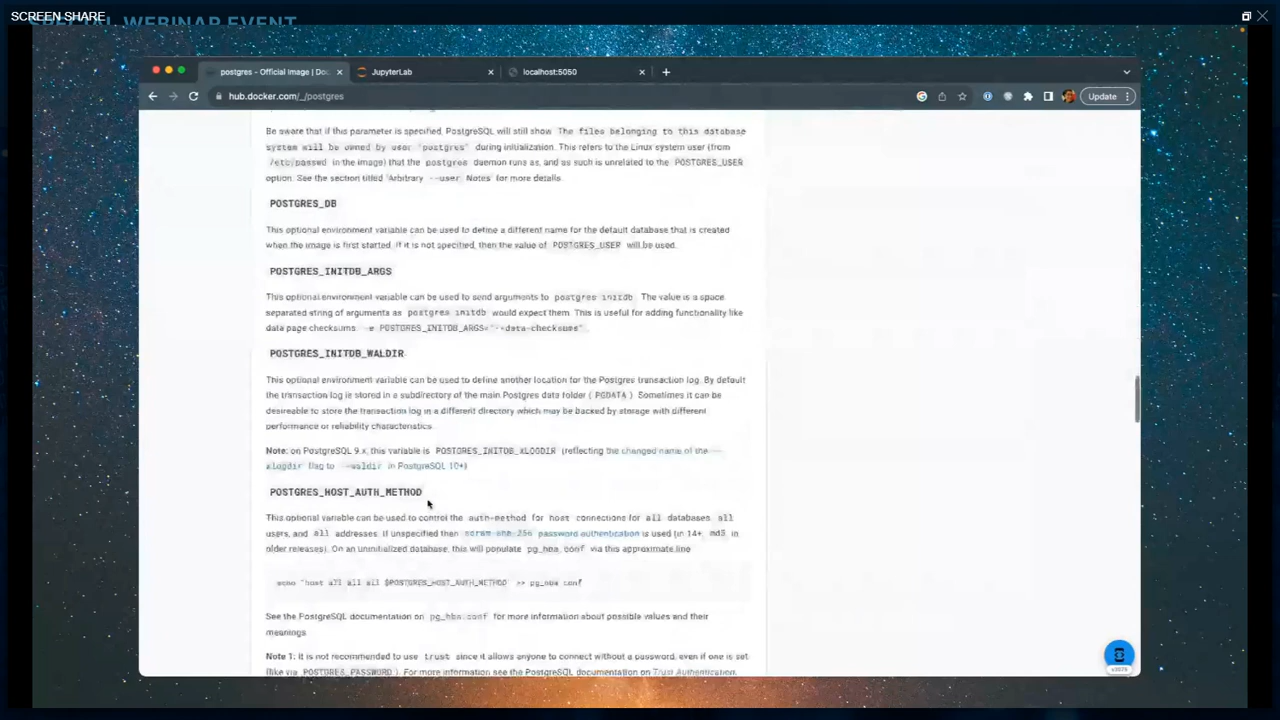 SCREEN SHARE
SPECIAL WEBINAR EVENT
postgres - Official Image | Doc
JupyterLab
localhost:5050
hub.docker.com/_/postgres
Update
Be aware that if this parameter is specified, PostgreSQL will still show The files belonging to this database
system will be owned by user "postgres" during initialization. This refers to the Linux system user (from
/etc/passwd in the image) that the postgres daemon runs as, and as such is unrelated to the POSTGRES_USER
option. See the section titled "Arbitrary --user Notes" for more details.
POSTGRES_DB
This optional environment variable can be used to define a different name for the default database that is created
when the image is first started. If it is not specified, then the value of POSTGRES_USER will be used.
POSTGRES_INITDB_ARGS
This optional environment variable can be used to send arguments to postgres initdb. The value is a space
separated string of arguments as postgres initdb would expect them. This is useful for adding functionality like
data page checksums: -e POSTGRES_INITDB_ARGS="--data-checksums".
POSTGRES_INITDB_WALDIR
This optional environment variable can be used to define another location for the Postgres transaction log. By default
the transaction log is stored in a subdirectory of the main Postgres data folder (PGDATA). Sometimes it can be
desireable to store the transaction log in a different directory which may be backed by storage with different
performance or reliability characteristics.
Note: on PostgreSQL 9.x, this variable is POSTGRES_INITDB_XLOGDIR (reflecting the changed name of the --
xlogdir flag to --waldir in PostgreSQL 10+)
POSTGRES_HOST_AUTH_METHOD
This optional variable can be used to control the auth-method for host connections for all databases, all
users, and all addresses. If unspecified then scram-sha-256 password authentication is used (in 14+; md5 in
older releases). On an uninitialized database, this will populate pg_hba.conf via this approximate line:
echo "host all all all $POSTGRES_HOST_AUTH_METHOD" >> pg_hba.conf
See the PostgreSQL documentation on pg_hba.conf for more information about possible values and their
meanings.
Note 1: It is not recommended to use trust since it allows anyone to connect without a password, even if one is set
(like via POSTGRES_PASSWORD). For more information see the PostgreSQL documentation on Trust Authentication.